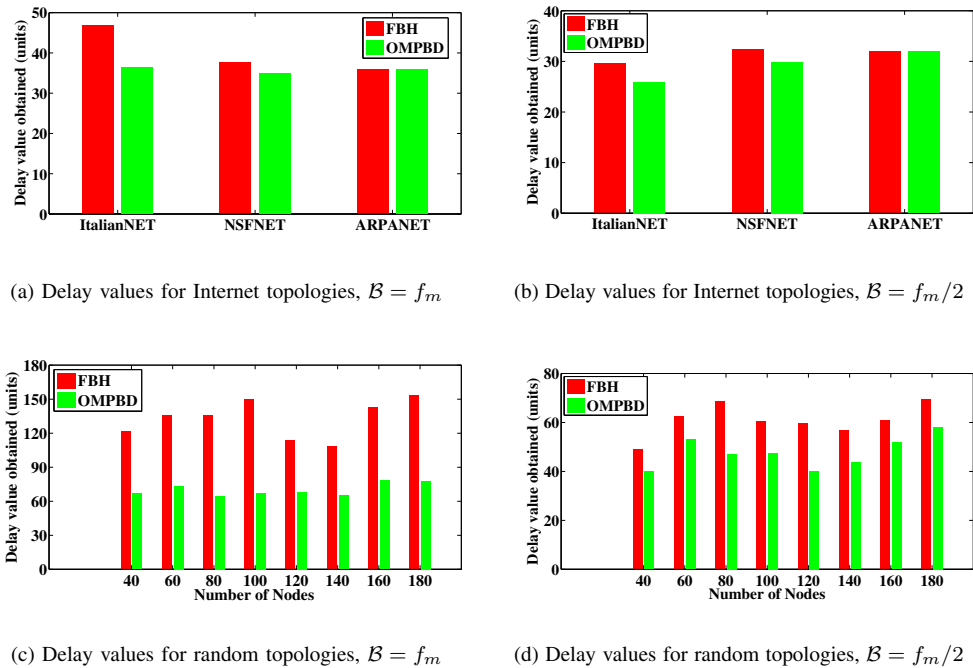 50
40
30
20
10
0
Delay value obtained (units)
FBH
OMPBD
ItalianNET NSFNET ARPANET
(a) Delay values for Internet topologies, $\mathcal{B} = f_m$
40
30
20
10
0
Delay value obtained (units)
FBH
OMPBD
ItalianNET NSFNET ARPANET
(b) Delay values for Internet topologies, $\mathcal{B} = f_m/2$
180
150
120
90
60
30
0
Delay value obtained (units)
FBH
OMPBD
40 60 80 100 120 140 160 180
Number of Nodes
(c) Delay values for random topologies, $\mathcal{B} = f_m$
80
60
40
20
0
Delay value obtained (units)
FBH
OMPBD
40 60 80 100 120 140 160 180
Number of Nodes
(d) Delay values for random topologies, $\mathcal{B} = f_m/2$